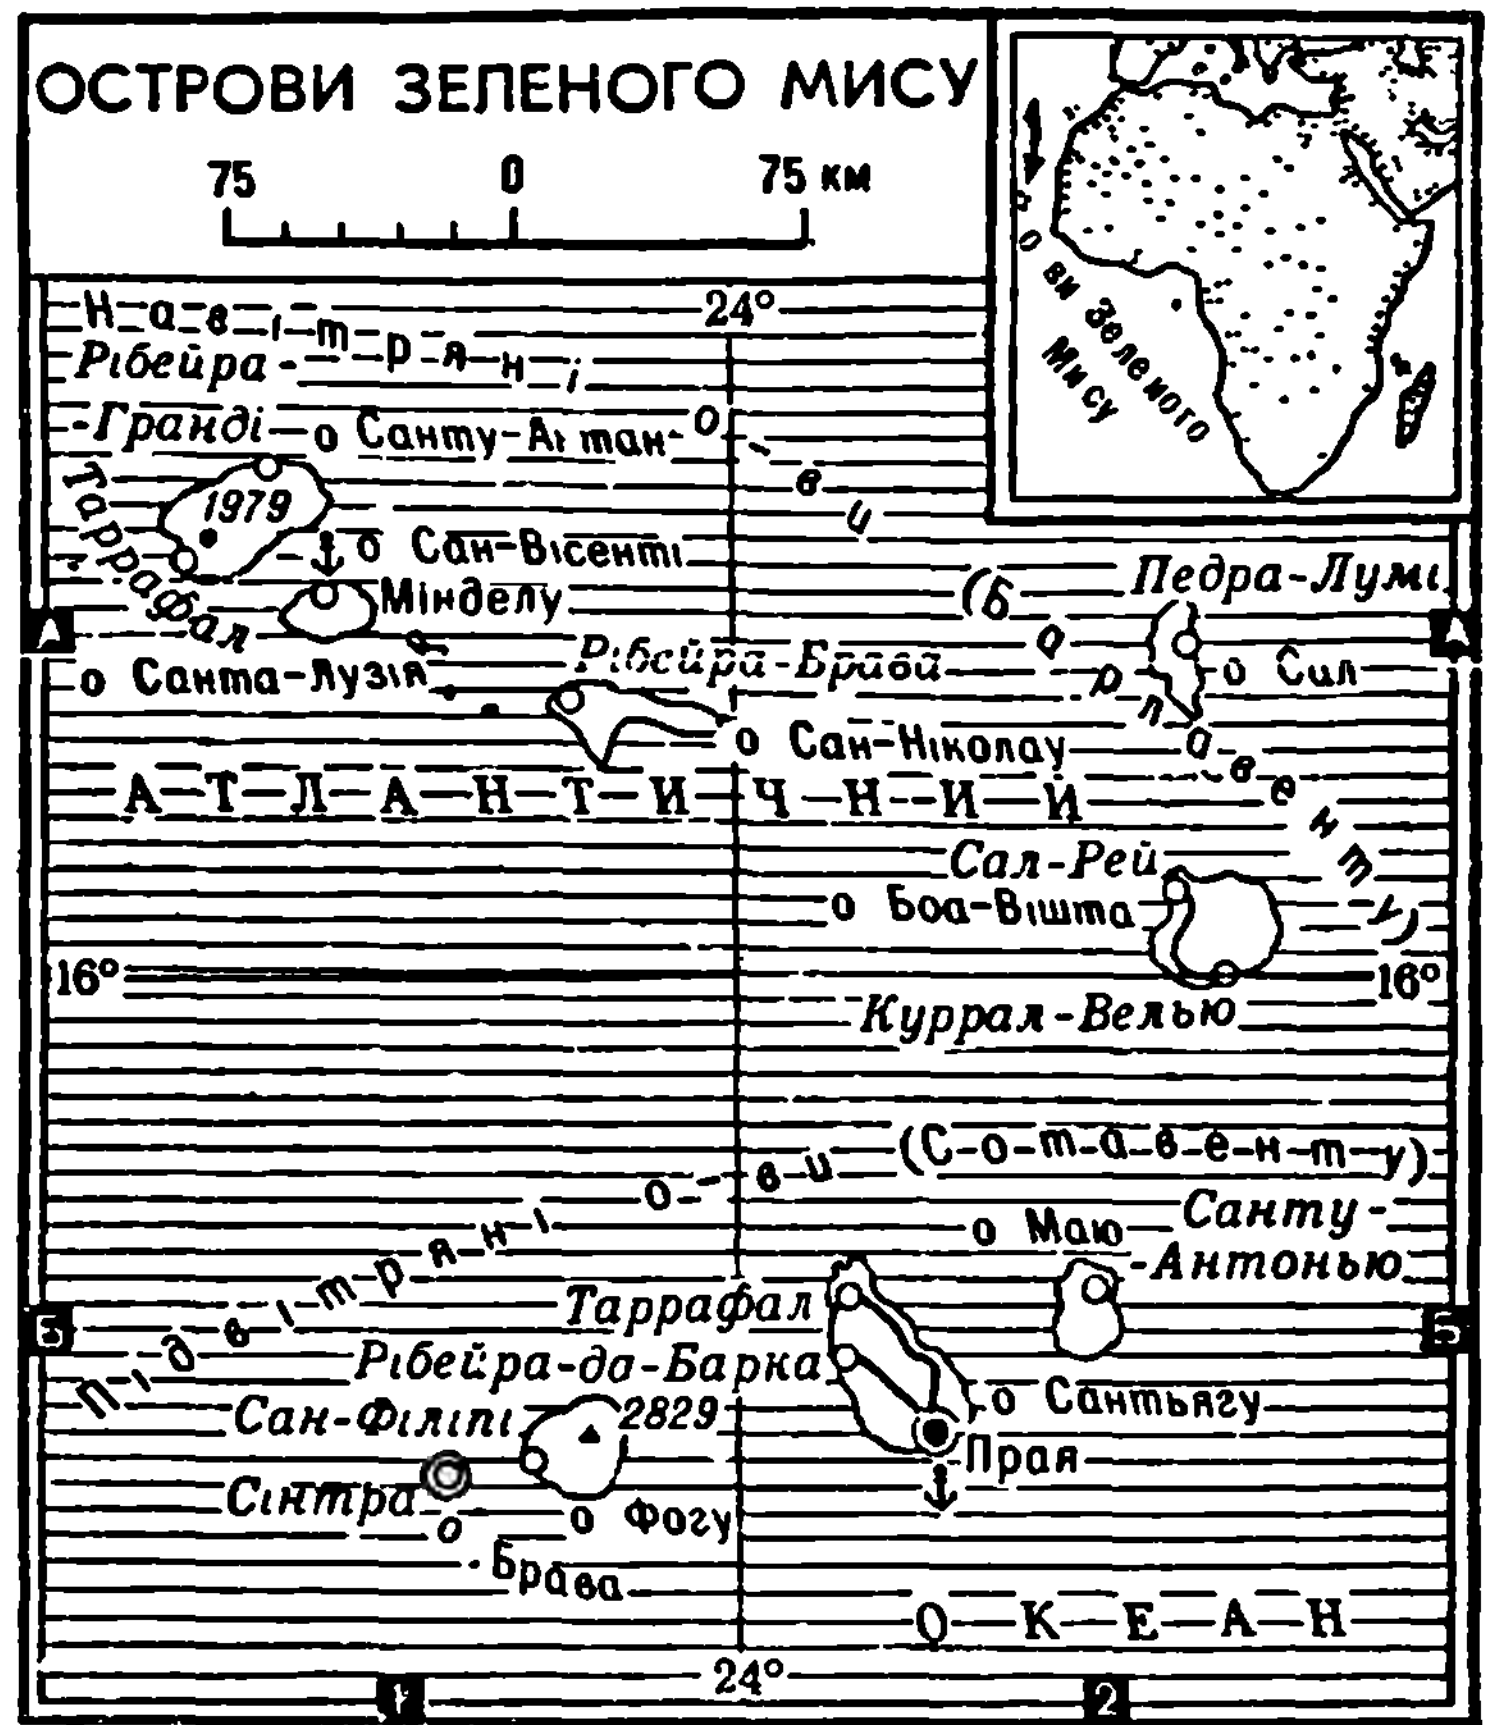 ОСТРОВИ ЗЕЛЕНОГО МИСУ
75 0 75 км
О ви Зеленого
Мису
24°
Навітряні о-ви (Барлавенту)
Рібейра-
-Гранді
о Санту-Антан
1979
Таррафал
о Сан-Вісенті
Мінделу
Педра-Лумі
А А
о Санта-Лузія
Рібейра-Брава
о Сил
о Сан-Ніколау
АТЛАНТИЧНИЙ
Сал-Рей
о Боа-Вішта
16° 16°
Куррал-Велью
Підвітряні о-ви (Сотавенту)
о Маю
Санту-
-Антонью
Таррафал
Б Б
Рібейра-да-Барка
о Сантьягу
Сан-Філіпі
2829
Прая
Сінтра
о Фогу
о
Брава
ОКЕАН
24°
1 2